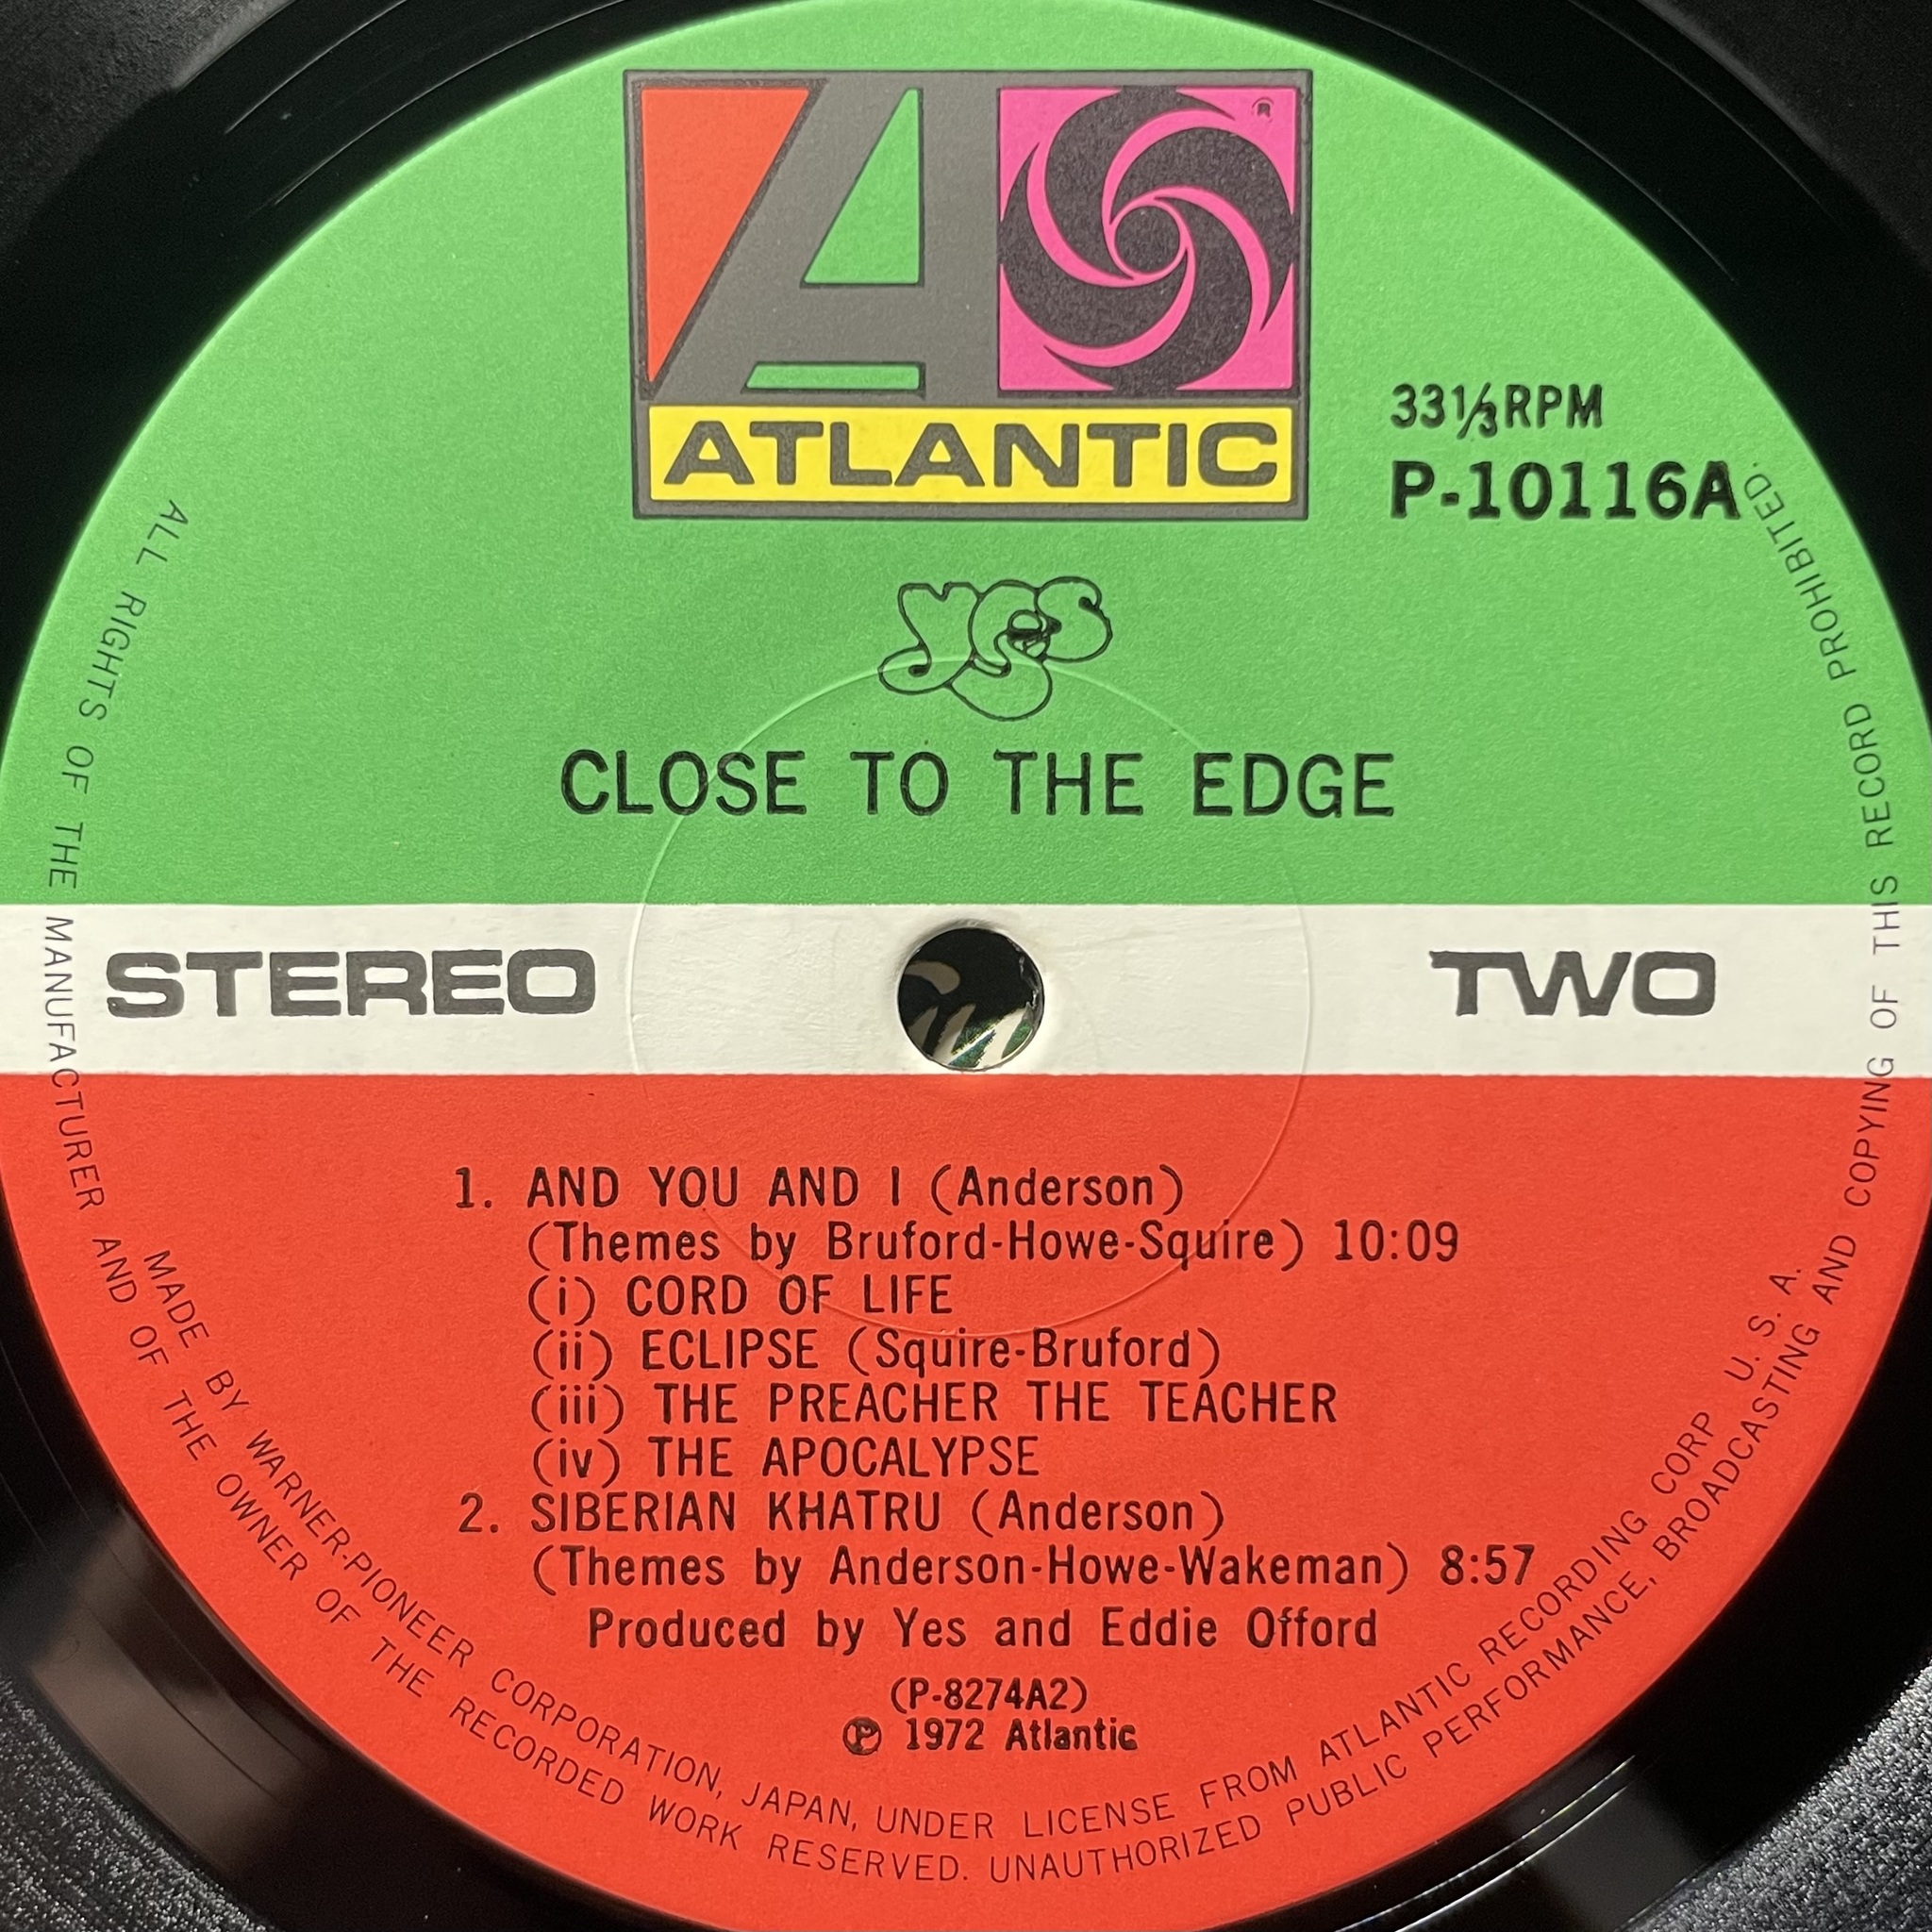 ®
ATLANTIC
33⅓RPM
P-10116A
yes
CLOSE TO THE EDGE
STEREO
TWO
1. AND YOU AND I (Anderson)
(Themes by Bruford-Howe-Squire) 10:09
(i) CORD OF LIFE
(ii) ECLIPSE (Squire-Bruford)
(iii) THE PREACHER THE TEACHER
(iv) THE APOCALYPSE
2. SIBERIAN KHATRU (Anderson)
(Themes by Anderson-Howe-Wakeman) 8:57
Produced by Yes and Eddie Offord
(P-8274A2)
℗ 1972 Atlantic
MADE BY WARNER-PIONEER CORPORATION, JAPAN, UNDER LICENSE FROM ATLANTIC RECORDING CORP U. S. A.
ALL RIGHTS OF THE MANUFACTURER AND OF THE OWNER OF THE RECORDED WORK RESERVED. UNAUTHORIZED PUBLIC PERFORMANCE, BROADCASTING AND COPYING OF THIS RECORD PROHIBITED.